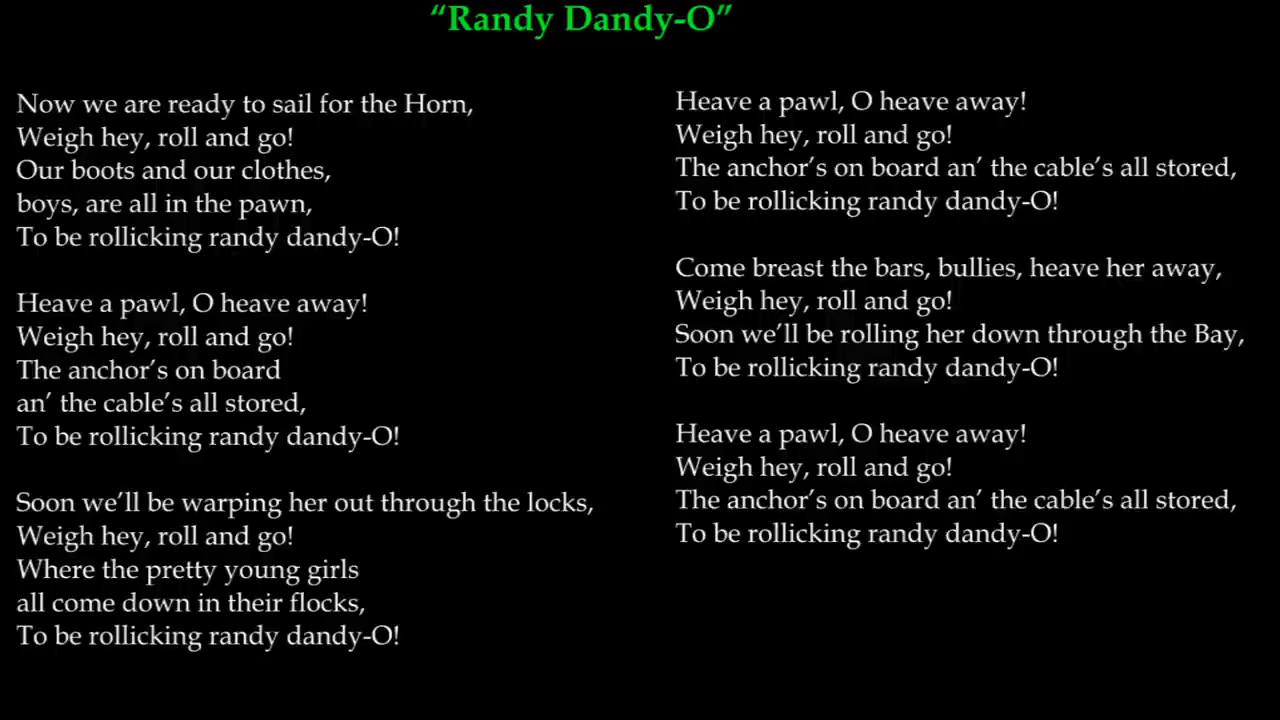 “Randy Dandy-O”
Now we are ready to sail for the Horn,
Weigh hey, roll and go!
Our boots and our clothes,
boys, are all in the pawn,
To be rollicking randy dandy-O!
Heave a pawl, O heave away!
Weigh hey, roll and go!
The anchor’s on board
an’ the cable’s all stored,
To be rollicking randy dandy-O!
Soon we’ll be warping her out through the locks,
Weigh hey, roll and go!
Where the pretty young girls
all come down in their flocks,
To be rollicking randy dandy-O!
Heave a pawl, O heave away!
Weigh hey, roll and go!
The anchor’s on board an’ the cable’s all stored,
To be rollicking randy dandy-O!
Come breast the bars, bullies, heave her away,
Weigh hey, roll and go!
Soon we’ll be rolling her down through the Bay,
To be rollicking randy dandy-O!
Heave a pawl, O heave away!
Weigh hey, roll and go!
The anchor’s on board an’ the cable’s all stored,
To be rollicking randy dandy-O!